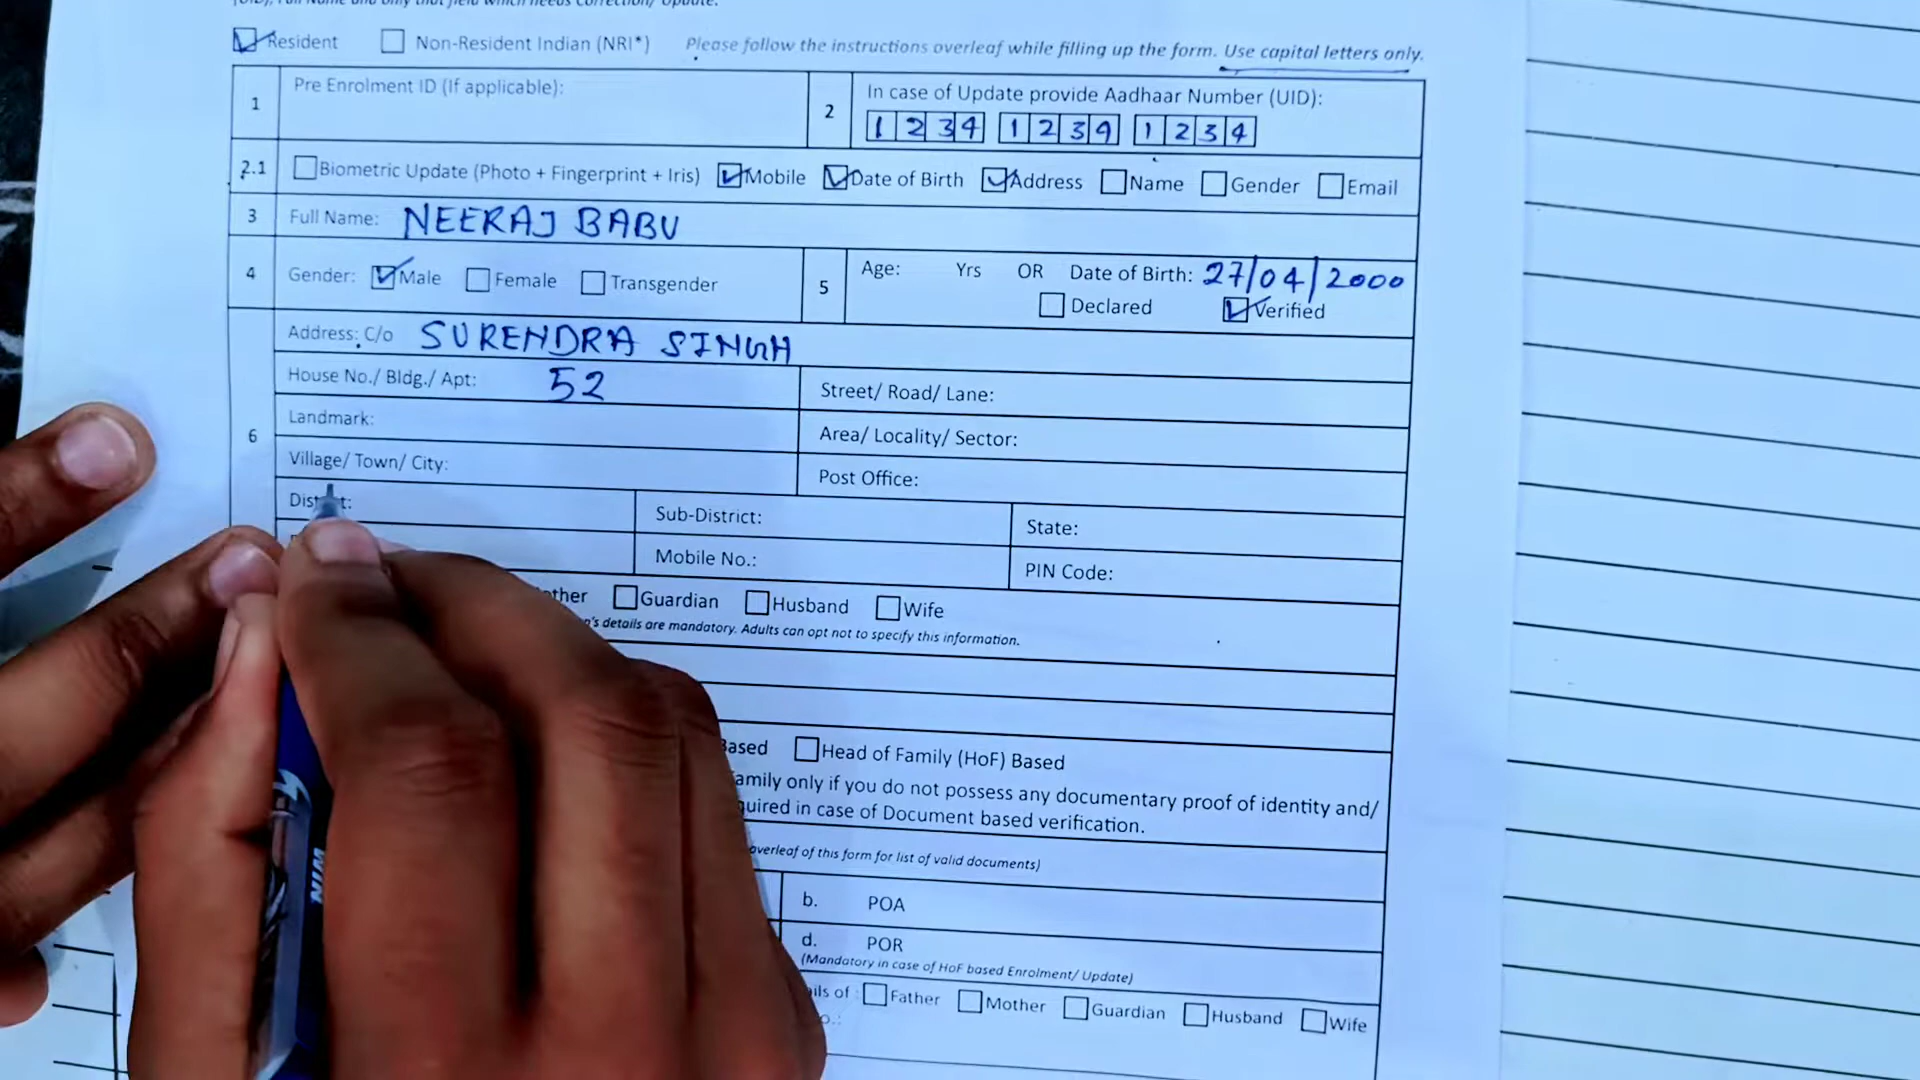 Resident Non-Resident Indian (NRI*) Please follow the instructions overleaf while filling up the form. Use capital letters only.
1 Pre Enrolment ID (If applicable): 2 In case of Update provide Aadhaar Number (UID):
1234 1234 1234
2.1 Biometric Update (Photo + Fingerprint + Iris) Mobile Date of Birth Address Name Gender Email
3 Full Name: NEERAJ BABU
4 Gender: Male Female Transgender 5 Age: Yrs OR Date of Birth: 27/04/2000
Declared Verified
6 Address: C/o SURENDRA SINGH
House No./ Bldg./ Apt: 52 Street/ Road/ Lane:
Landmark: Area/ Locality/ Sector:
Village/ Town/ City: Post Office:
District: Sub-District: State:
Mobile No.: PIN Code:
Guardian Husband Wife
details are mandatory. Adults can opt not to specify this information.
Based Head of Family (HoF) Based
only if you do not possess any documentary proof of identity and/
in case of Document based verification.
overleaf of this form for list of valid documents)
b. POA
d. POR
(Mandatory in case of HoF based Enrolment/ Update)
of : Father Mother Guardian Husband Wife